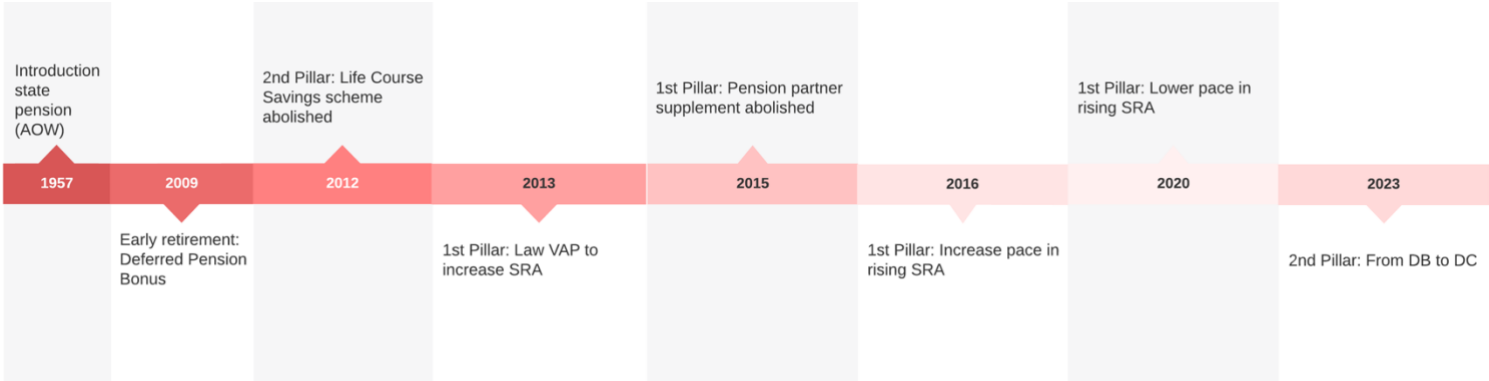 Introduction
state
pension
(AOW)
1957
2009
Early retirement:
Deferred Pension
Bonus
2nd Pillar: Life Course
Savings scheme
abolished
2012
2013
1st Pillar: Law VAP to
increase SRA
1st Pillar: Pension partner
supplement abolished
2015
2016
1st Pillar: Increase pace in
rising SRA
1st Pillar: Lower pace in
rising SRA
2020
2023
2nd Pillar: From DB to DC